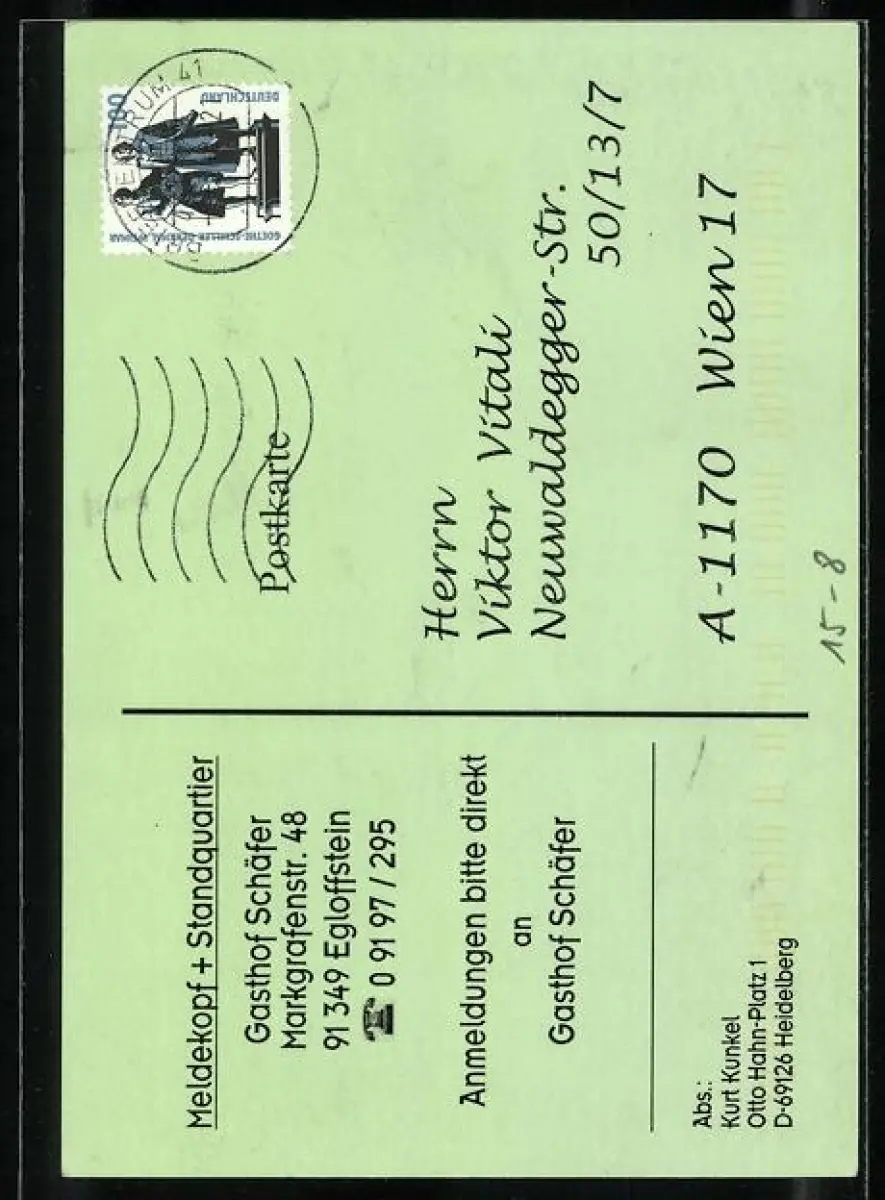 Meldekopf + Standquartier
Gasthof Schäfer
Markgrafenstr. 48
91 349 Egloffstein
☎ 0 91 97 / 295
Anmeldungen bitte direkt
an
Gasthof Schäfer
Abs.:
Kurt Kunkel
Otto Hahn-Platz 1
D-69126 Heidelberg
100
DEUTSCHLAND
GOETHE-SCHILLER-DENKMAL WEIMAR
41
Postkarte
Herrn
Viktor Vitali
Neuwaldegger-Str.
50/13/7
A-1170 Wien 17
15-8